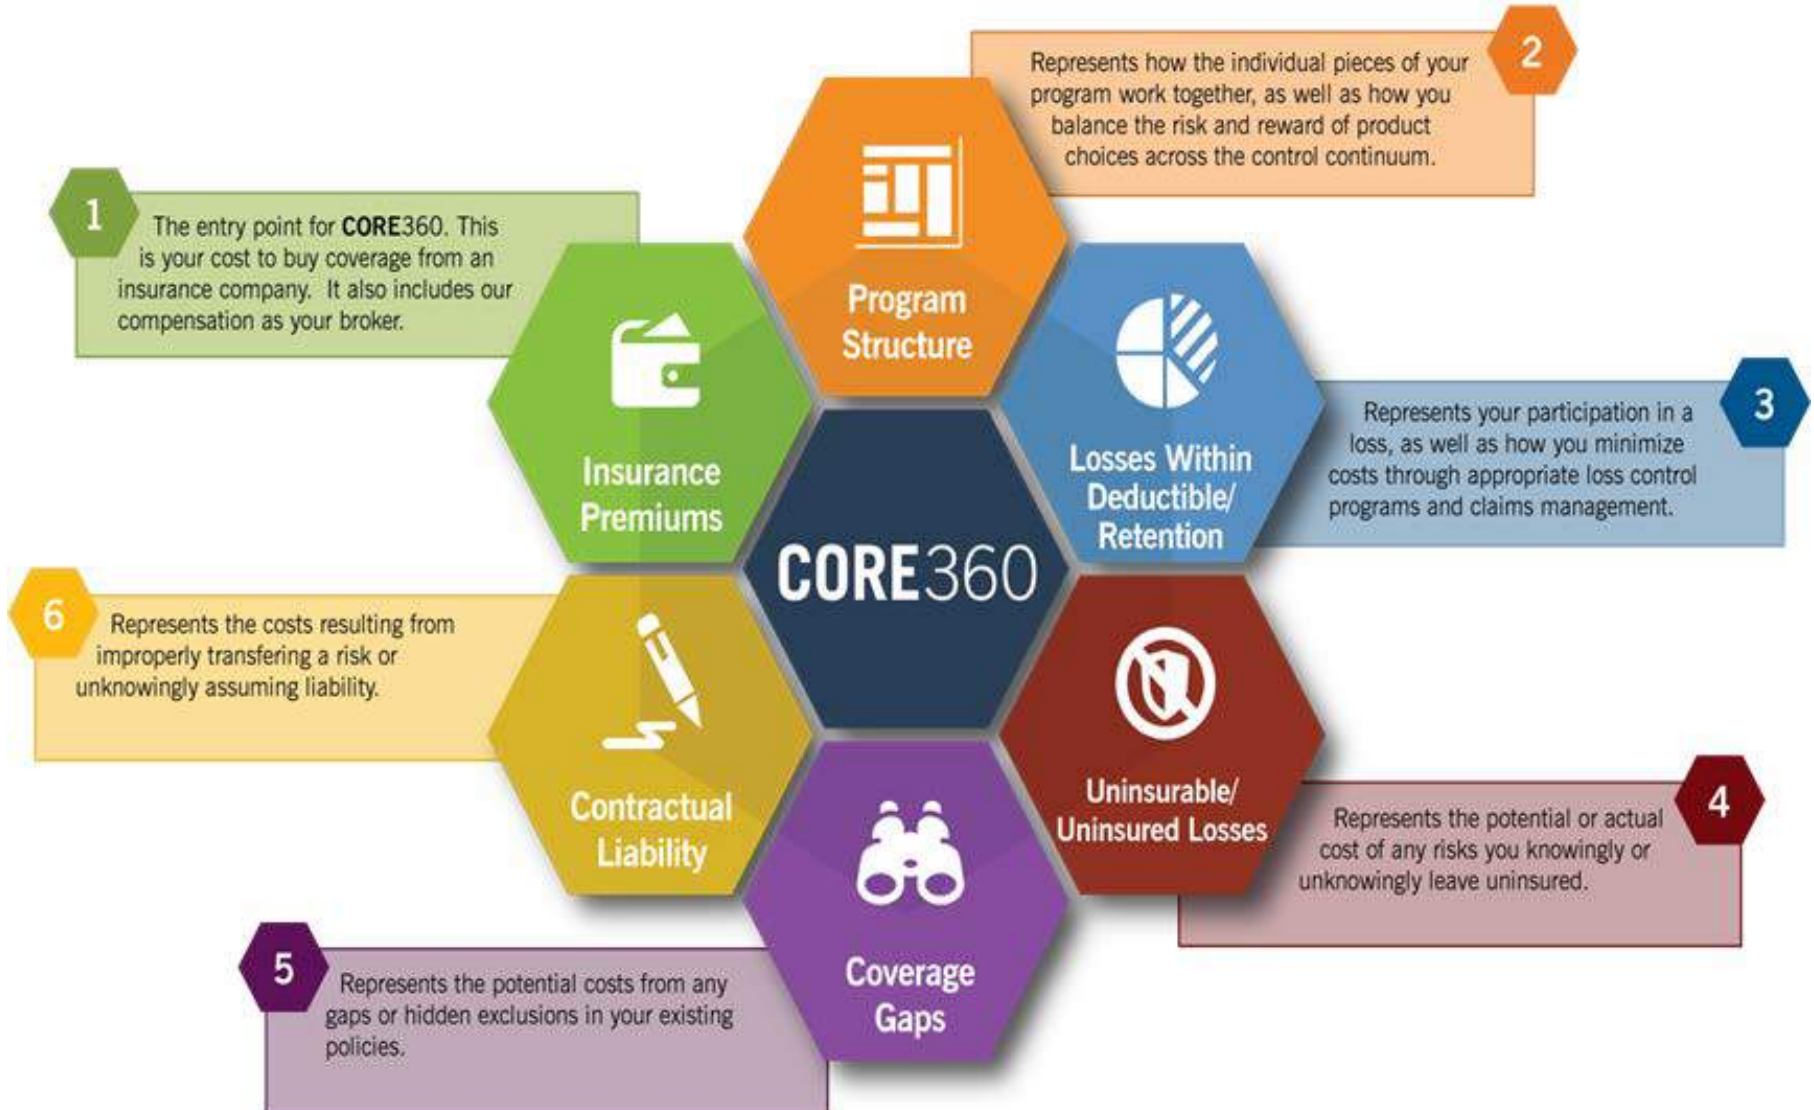 1
The entry point for CORE360. This
is your cost to buy coverage from an
insurance company. It also includes our
compensation as your broker.
Insurance
Premiums
2
Represents how the individual pieces of your
program work together, as well as how you
balance the risk and reward of product
choices across the control continuum.
Program
Structure
3
Represents your participation in a
loss, as well as how you minimize
costs through appropriate loss control
programs and claims management.
Losses Within
Deductible/
Retention
CORE360
4
Represents the potential or actual
cost of any risks you knowingly or
unknowingly leave uninsured.
Uninsurable/
Uninsured Losses
5
Represents the potential costs from any
gaps or hidden exclusions in your existing
policies.
Coverage
Gaps
6
Represents the costs resulting from
improperly transfering a risk or
unknowingly assuming liability.
Contractual
Liability